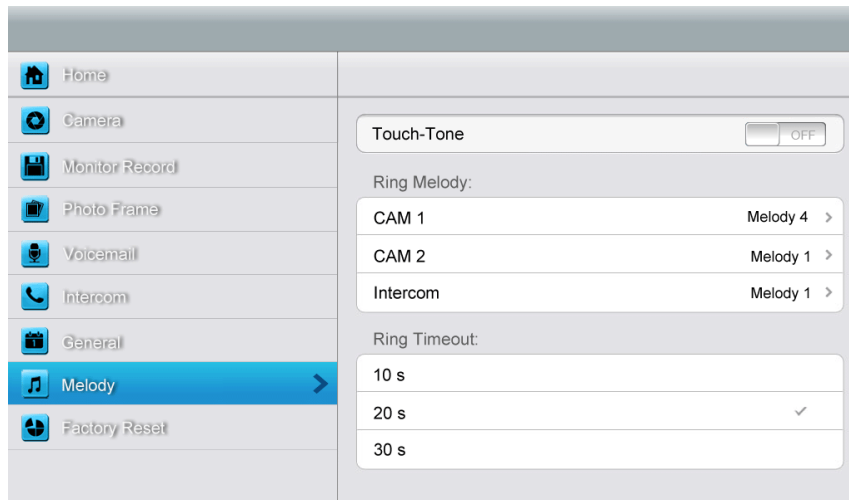 Home
Camera
Monitor Record
Photo Frame
Voicemail
Intercom
General
Melody
Factory Reset
Touch-Tone OFF
Ring Melody:
CAM 1 Melody 4
CAM 2 Melody 1
Intercom Melody 1
Ring Timeout:
10 s
20 s
30 s